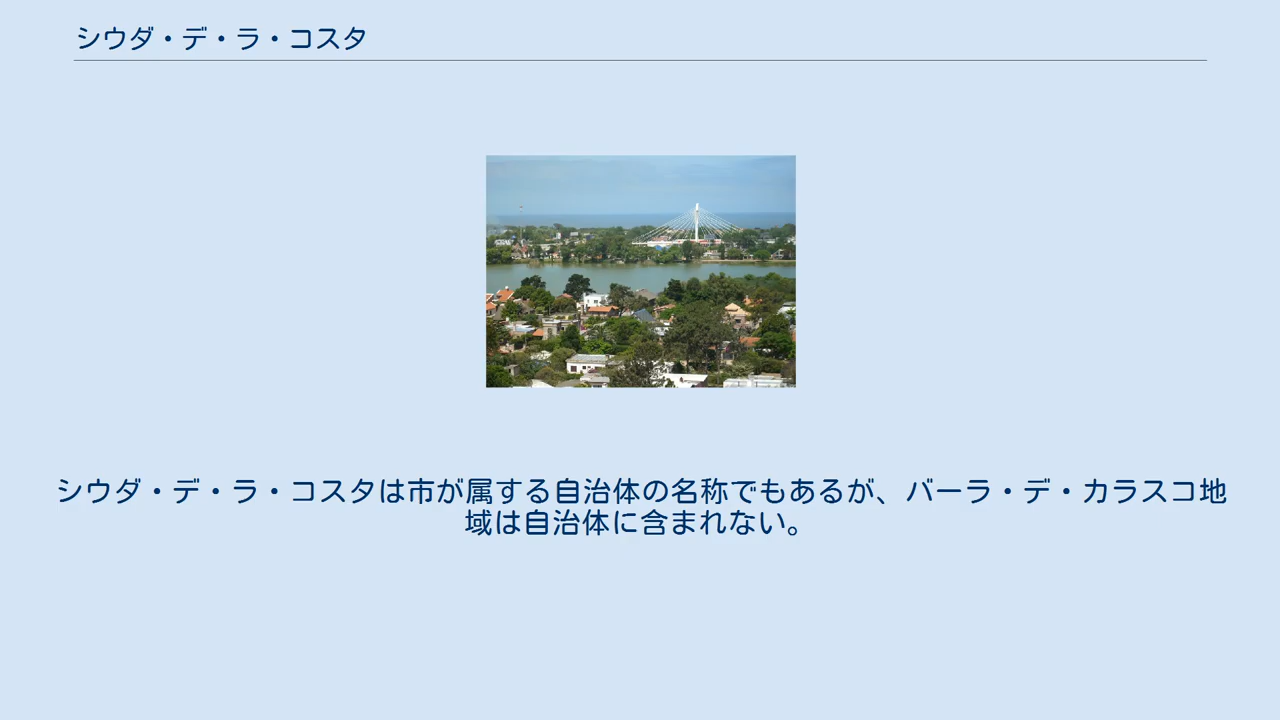 シウダ・デ・ラ・コスタ
シウダ・デ・ラ・コスタは市が属する自治体の名称でもあるが、バーラ・デ・カラスコ地
域は自治体に含まれない。